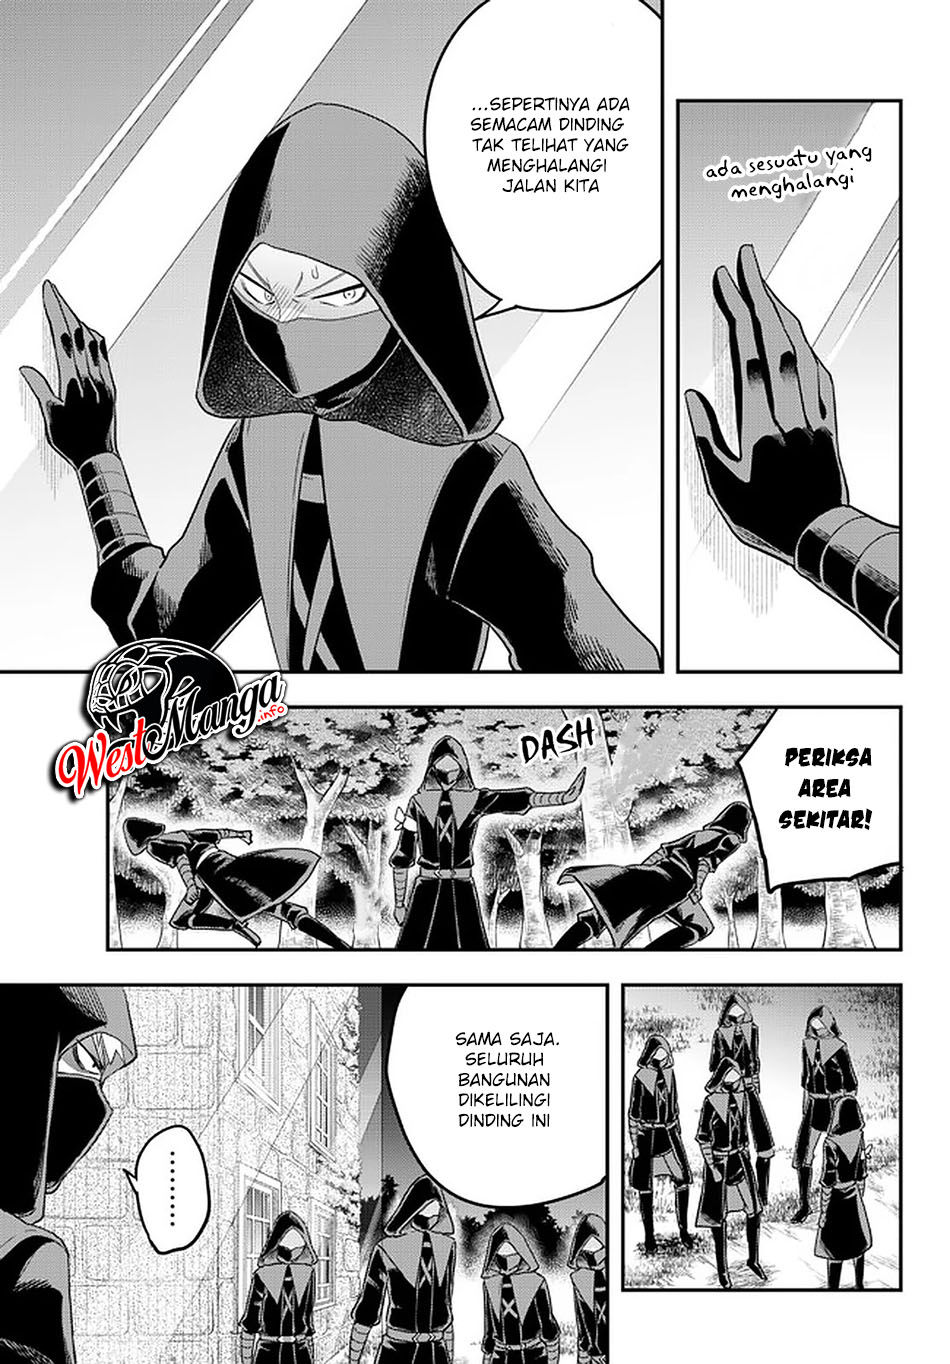 ada sesuatu yang
menghalangi
...SEPERTINYA ADA
SEMACAM DINDING
TAK TELIHAT YANG
MENGHALANGI
JALAN KITA
PERIKSA
AREA
SEKITAR!
DASH
WestManga
.info
SAMA SAJA.
SELURUH
BANGUNAN
DIKELILINGI
DINDING INI
.........